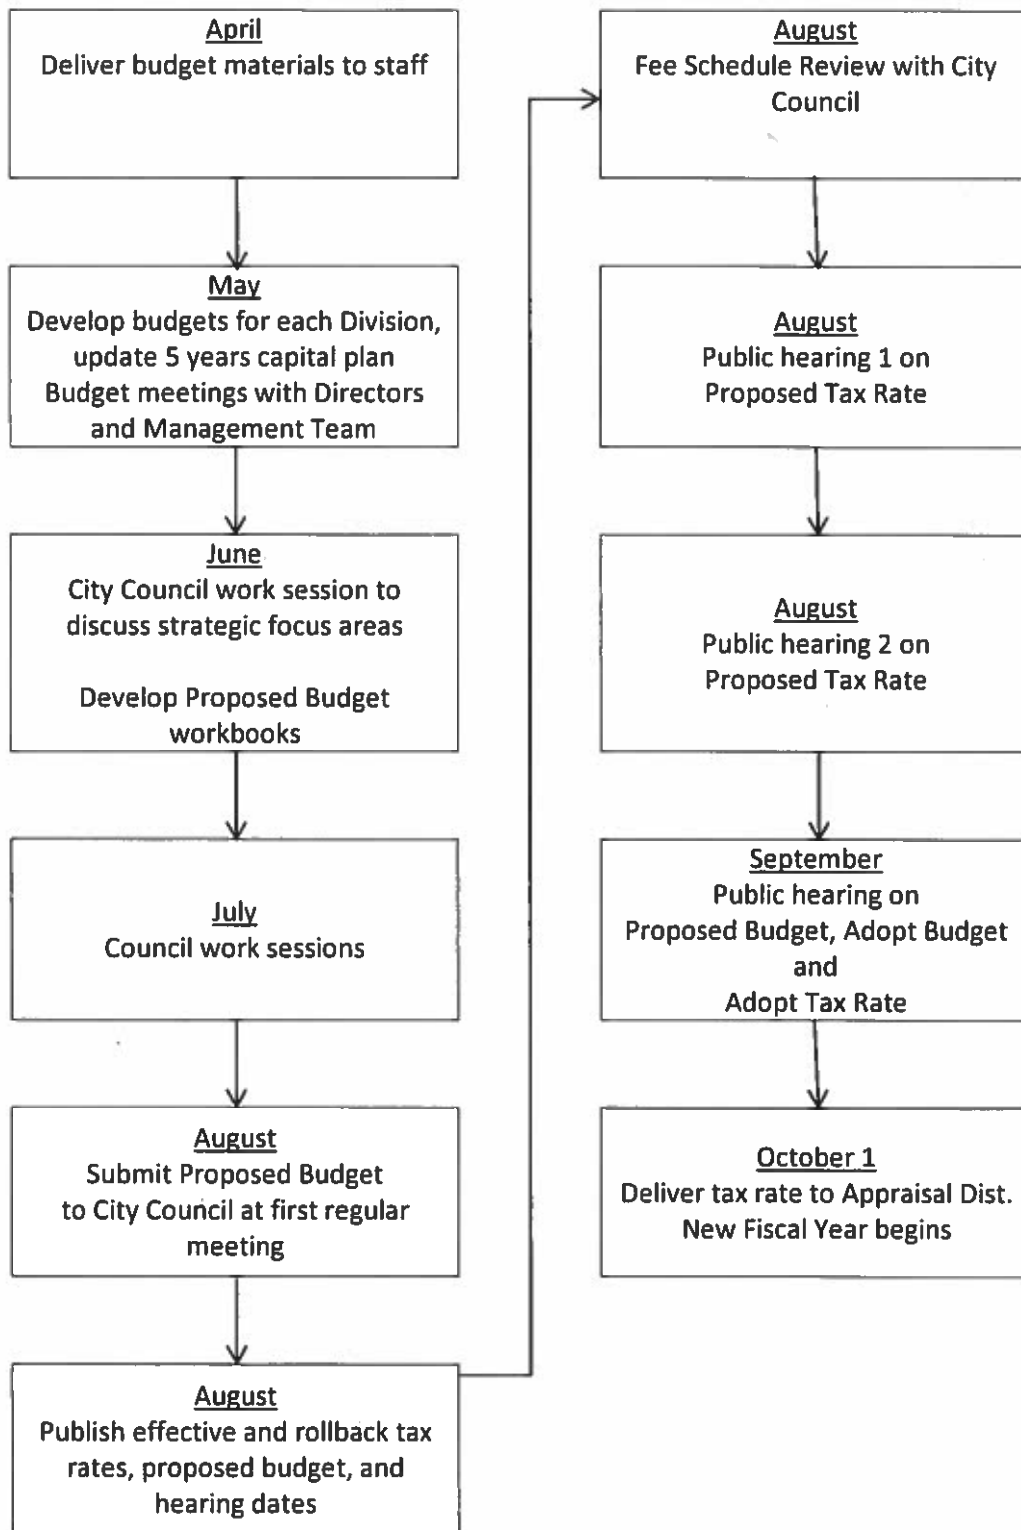 April
Deliver budget materials to staff
May
Develop budgets for each Division,
update 5 years capital plan
Budget meetings with Directors
and Management Team
June
City Council work session to
discuss strategic focus areas
Develop Proposed Budget
workbooks
July
Council work sessions
August
Submit Proposed Budget
to City Council at first regular
meeting
August
Publish effective and rollback tax
rates, proposed budget, and
hearing dates
August
Fee Schedule Review with City
Council
August
Public hearing 1 on
Proposed Tax Rate
August
Public hearing 2 on
Proposed Tax Rate
September
Public hearing on
Proposed Budget, Adopt Budget
and
Adopt Tax Rate
October 1
Deliver tax rate to Appraisal Dist.
New Fiscal Year begins